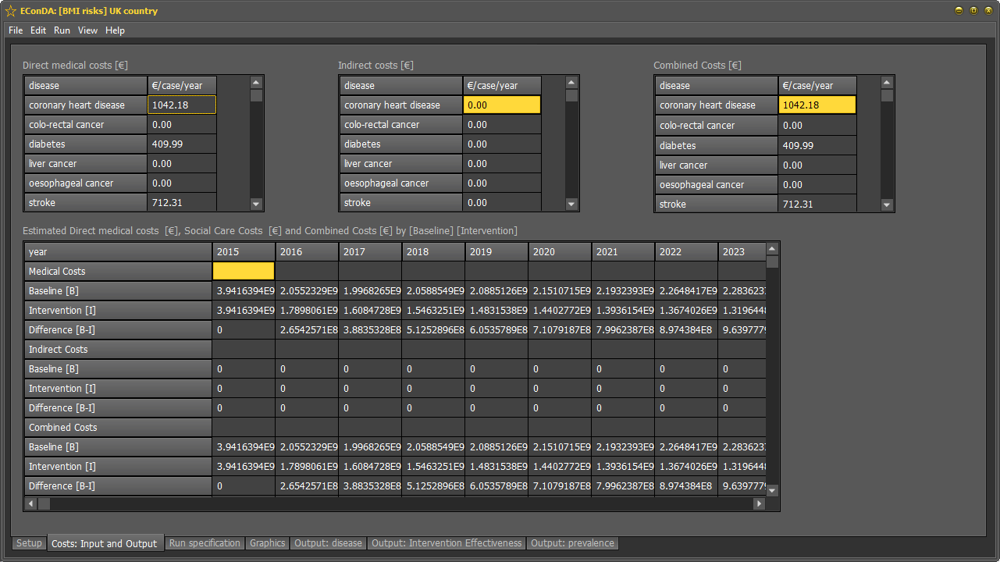 EConDA: [BMI risks] UK country
File Edit Run View Help
Direct medical costs [€] Indirect costs [€] Combined Costs [€]
disease €/case/year disease €/case/year disease €/case/year
coronary heart disease 1042.18 coronary heart disease 0.00 coronary heart disease 1042.18
colo-rectal cancer 0.00 colo-rectal cancer 0.00 colo-rectal cancer 0.00
diabetes 409.99 diabetes 0.00 diabetes 409.99
liver cancer 0.00 liver cancer 0.00 liver cancer 0.00
oesophageal cancer 0.00 oesophageal cancer 0.00 oesophageal cancer 0.00
stroke 712.31 stroke 0.00 stroke 712.31
Estimated Direct medical costs [€], Social Care Costs [€] and Combined Costs [€] by [Baseline] [Intervention]
year 2015 2016 2017 2018 2019 2020 2021 2022 2023
Medical Costs
Baseline [B] 3.9416394E9 2.0552329E9 1.9968265E9 2.0588549E9 2.0885126E9 2.1510715E9 2.1932393E9 2.2648417E9 2.283623
Intervention [I] 3.9416394E9 1.7898061E9 1.6084728E9 1.5463251E9 1.4831538E9 1.4402772E9 1.3936154E9 1.3674026E9 1.319644
Difference [B-I] 0 2.6542571E8 3.8835328E8 5.1252896E8 6.0535789E8 7.1079187E8 7.9962387E8 8.974384E8 9.639777
Indirect Costs
Baseline [B] 0 0 0 0 0 0 0 0 0
Intervention [I] 0 0 0 0 0 0 0 0 0
Difference [B-I] 0 0 0 0 0 0 0 0 0
Combined Costs
Baseline [B] 3.9416394E9 2.0552329E9 1.9968265E9 2.0588549E9 2.0885126E9 2.1510715E9 2.1932393E9 2.2648417E9 2.283623
Intervention [I] 3.9416394E9 1.7898061E9 1.6084728E9 1.5463251E9 1.4831538E9 1.4402772E9 1.3936154E9 1.3674026E9 1.319644
Difference [B-I] 0 2.6542571E8 3.8835328E8 5.1252896E8 6.0535789E8 7.1079187E8 7.9962387E8 8.974384E8 9.639777
Setup Costs: Input and Output Run specification Graphics Output: disease Output: Intervention Effectiveness Output: prevalence